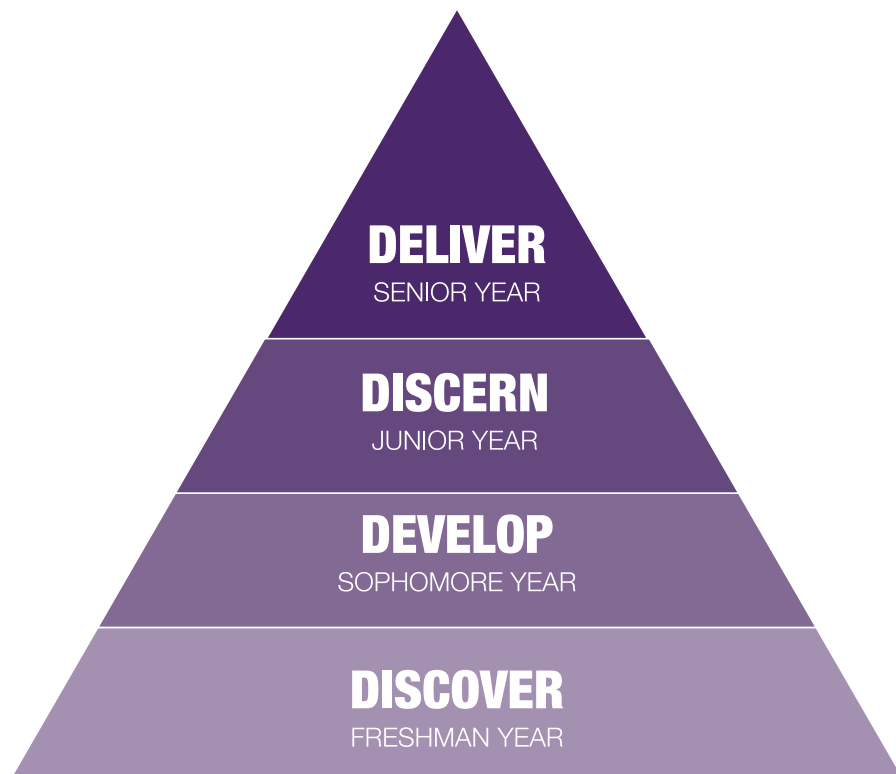 DELIVER
SENIOR YEAR
DISCERN
JUNIOR YEAR
DEVELOP
SOPHOMORE YEAR
DISCOVER
FRESHMAN YEAR